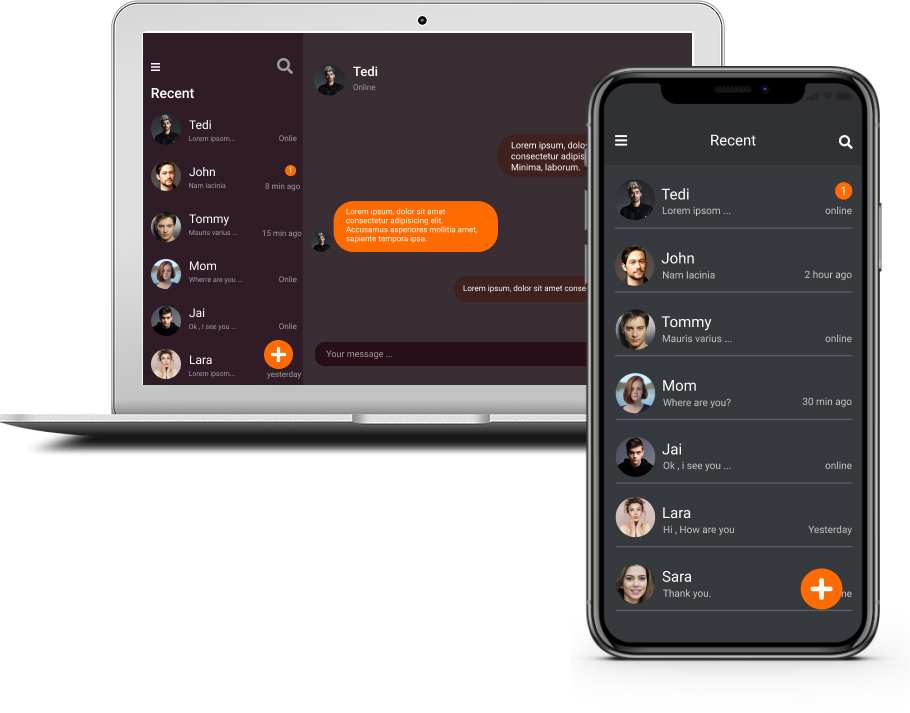 Recent
Tedi
Lorem ipsom...
Onlie
John
1
Nam lacinia
8 min ago
Tommy
Mauris varius ...
15 min ago
Mom
Wherre are you ...
Onlie
Jai
Ok , I see you ...
Onlie
Lara
Lorem ipsom...
yesterday
Tedi
Online
Lorem ipsum, dolo
consectetur adipis
Minima, laborum.
Lorem ipsum, dolor sit amet
consectetur adipisicing elit.
Accusamus asperiores mollitia amet,
sapiente tempora ipsa.
Lorem ipsum, dolor sit amet conse
Your message ...
Recent
Tedi
1
Lorem ipsom ...
online
John
Nam lacinia
2 hour ago
Tommy
Mauris varius ...
online
Mom
Where are you?
30 min ago
Jai
Ok , i see you ...
online
Lara
Hi , How are you
Yesterday
Sara
Thank you.
ne